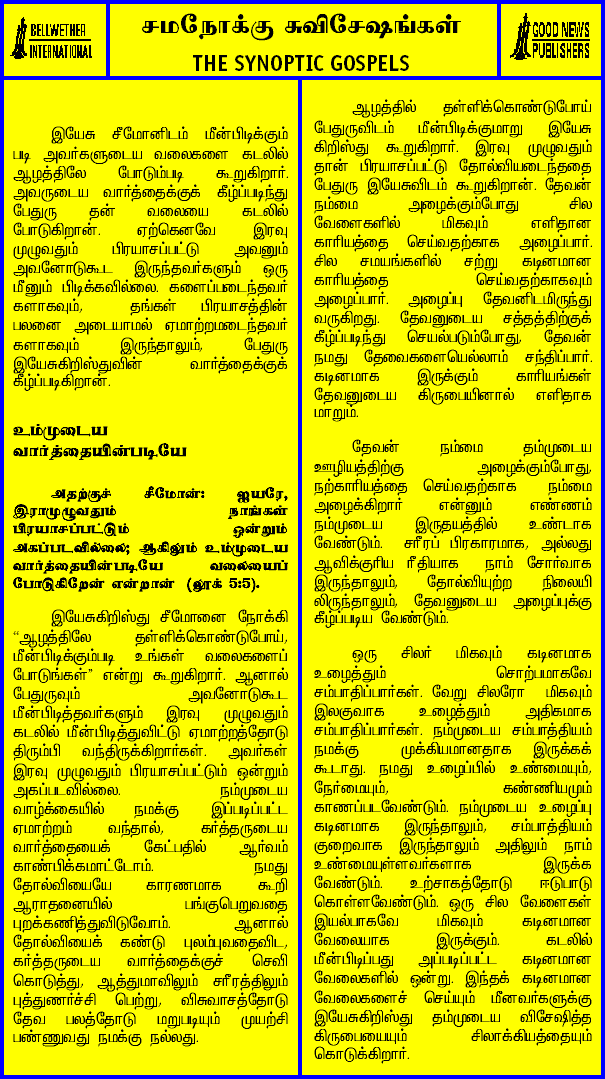 BELLWETHER
INTERNATIONAL
சமநோக்கு சுவிசேஷங்கள்
THE SYNOPTIC GOSPELS
GOOD NEWS
PUBLISHERS
இயேசு சீமோனிடம் மீன்பிடிக்கும்
படி அவர்களுடைய வலைகளை கடலில்
ஆழத்திலே போடும்படி கூறுகிறார்.
அவருடைய வார்த்தைக்குக் கீழ்ப்படிந்து
பேதுரு தன் வலையை கடலில்
போடுகிறான். ஏற்கெனவே இரவு
முழுவதும் பிரயாசப்பட்டு அவனும்
அவனோடுகூட இருந்தவர்களும் ஒரு
மீனும் பிடிக்கவில்லை. களைப்படைந்தவர்
களாகவும், தங்கள் பிரயாசத்தின்
பலனை அடையாமல் ஏமாற்றமடைந்தவர்
களாகவும் இருந்தாலும், பேதுரு
இயேசுகிறிஸ்துவின் வார்த்தைக்குக்
கீழ்ப்படிகிறான்.
உம்முடைய
வார்த்தையின்படியே
அதற்குச் சீமோன்: ஐயரே,
இராமுழுவதும் நாங்கள்
பிரயாசப்பட்டும் ஒன்றும்
அகப்படவில்லை; ஆகிலும் உம்முடைய
வார்த்தையின்படியே வலையைப்
போடுகிறேன் என்றான் (லூக் 5:5).
இயேசுகிறிஸ்து சீமோனை நோக்கி
“ஆழத்திலே தள்ளிக்கொண்டுபோய்,
மீன்பிடிக்கும்படி உங்கள் வலைகளைப்
போடுங்கள்” என்று கூறுகிறார். ஆனால்
பேதுருவும் அவனோடுகூட
மீன்பிடித்தவர்களும் இரவு முழுவதும்
கடலில் மீன்பிடித்துவிட்டு ஏமாற்றத்தோடு
திரும்பி வந்திருக்கிறார்கள். அவர்கள்
இரவு முழுவதும் பிரயாசப்பட்டும் ஒன்றும்
அகப்படவில்லை. நம்முடைய
வாழ்க்கையில் நமக்கு இப்படிப்பட்ட
ஏமாற்றம் வந்தால், கர்த்தருடைய
வார்த்தையைக் கேட்பதில் ஆர்வம்
காண்பிக்கமாட்டோம். நமது
தோல்வியையே காரணமாக கூறி
ஆராதனையில் பங்குபெறுவதை
புறக்கணித்துவிடுவோம். ஆனால்
தோல்வியைக் கண்டு புலம்புவதைவிட,
கர்த்தருடைய வார்த்தைக்குச் செவி
கொடுத்து, ஆத்துமாவிலும் சரீரத்திலும்
புத்துணர்ச்சி பெற்று, விசுவாசத்தோடு
தேவ பலத்தோடு மறுபடியும் முயற்சி
பண்ணுவது நமக்கு நல்லது.
ஆழத்தில் தள்ளிக்கொண்டுபோய்
பேதுருவிடம் மீன்பிடிக்குமாறு இயேசு
கிறிஸ்து கூறுகிறார். இரவு முழுவதும்
தான் பிரயாசப்பட்டு தோல்வியடைந்ததை
பேதுரு இயேசுவிடம் கூறுகிறான். தேவன்
நம்மை அழைக்கும்போது சில
வேளைகளில் மிகவும் எளிதான
காரியத்தை செய்வதற்காக அழைப்பார்.
சில சமயங்களில் சற்று கடினமான
காரியத்தை செய்வதற்காகவும்
அழைப்பார். அழைப்பு தேவனிடமிருந்து
வருகிறது. தேவனுடைய சத்தத்திற்குக்
கீழ்ப்படிந்து செயல்படும்போது, தேவன்
நமது தேவைகளையெல்லாம் சந்திப்பார்.
கடினமாக இருக்கும் காரியங்கள்
தேவனுடைய கிருபையினால் எளிதாக
மாறும்.
தேவன் நம்மை தம்முடைய
ஊழியத்திற்கு அழைக்கும்போது,
நற்காரியத்தை செய்வதற்காக நம்மை
அழைக்கிறார் என்னும் எண்ணம்
நம்முடைய இருதயத்தில் உண்டாக
வேண்டும். சரீரப் பிரகாரமாக, அல்லது
ஆவிக்குரிய ரீதியாக நாம் சோர்வாக
இருந்தாலும், தோல்வியுற்ற நிலையி
லிருந்தாலும், தேவனுடைய அழைப்புக்கு
கீழ்ப்படிய வேண்டும்.
ஒரு சிலர் மிகவும் கடினமாக
உழைத்தும் சொற்பமாகவே
சம்பாதிப்பார்கள். வேறு சிலரோ மிகவும்
இலகுவாக உழைத்தும் அதிகமாக
சம்பாதிப்பார்கள். நம்முடைய சம்பாத்தியம்
நமக்கு முக்கியமானதாக இருக்கக்
கூடாது. நமது உழைப்பில் உண்மையும்,
நேர்மையும், கண்ணியமும்
காணப்படவேண்டும். நம்முடைய உழைப்பு
கடினமாக இருந்தாலும், சம்பாத்தியம்
குறைவாக இருந்தாலும் அதிலும் நாம்
உண்மையுள்ளவர்களாக இருக்க
வேண்டும். உற்சாகத்தோடு ஈடுபாடு
கொள்ளவேண்டும். ஒரு சில வேளைகள்
இயல்பாகவே மிகவும் கடினமான
வேலையாக இருக்கும். கடலில்
மீன்பிடிப்பது அப்படிப்பட்ட கடினமான
வேலைகளில் ஒன்று. இந்தக் கடினமான
வேலைகளைச் செய்யும் மீனவர்களுக்கு
இயேசுகிறிஸ்து தம்முடைய விசேஷித்த
கிருபையையும் சிலாக்கியத்தையும்
கொடுக்கிறார்.